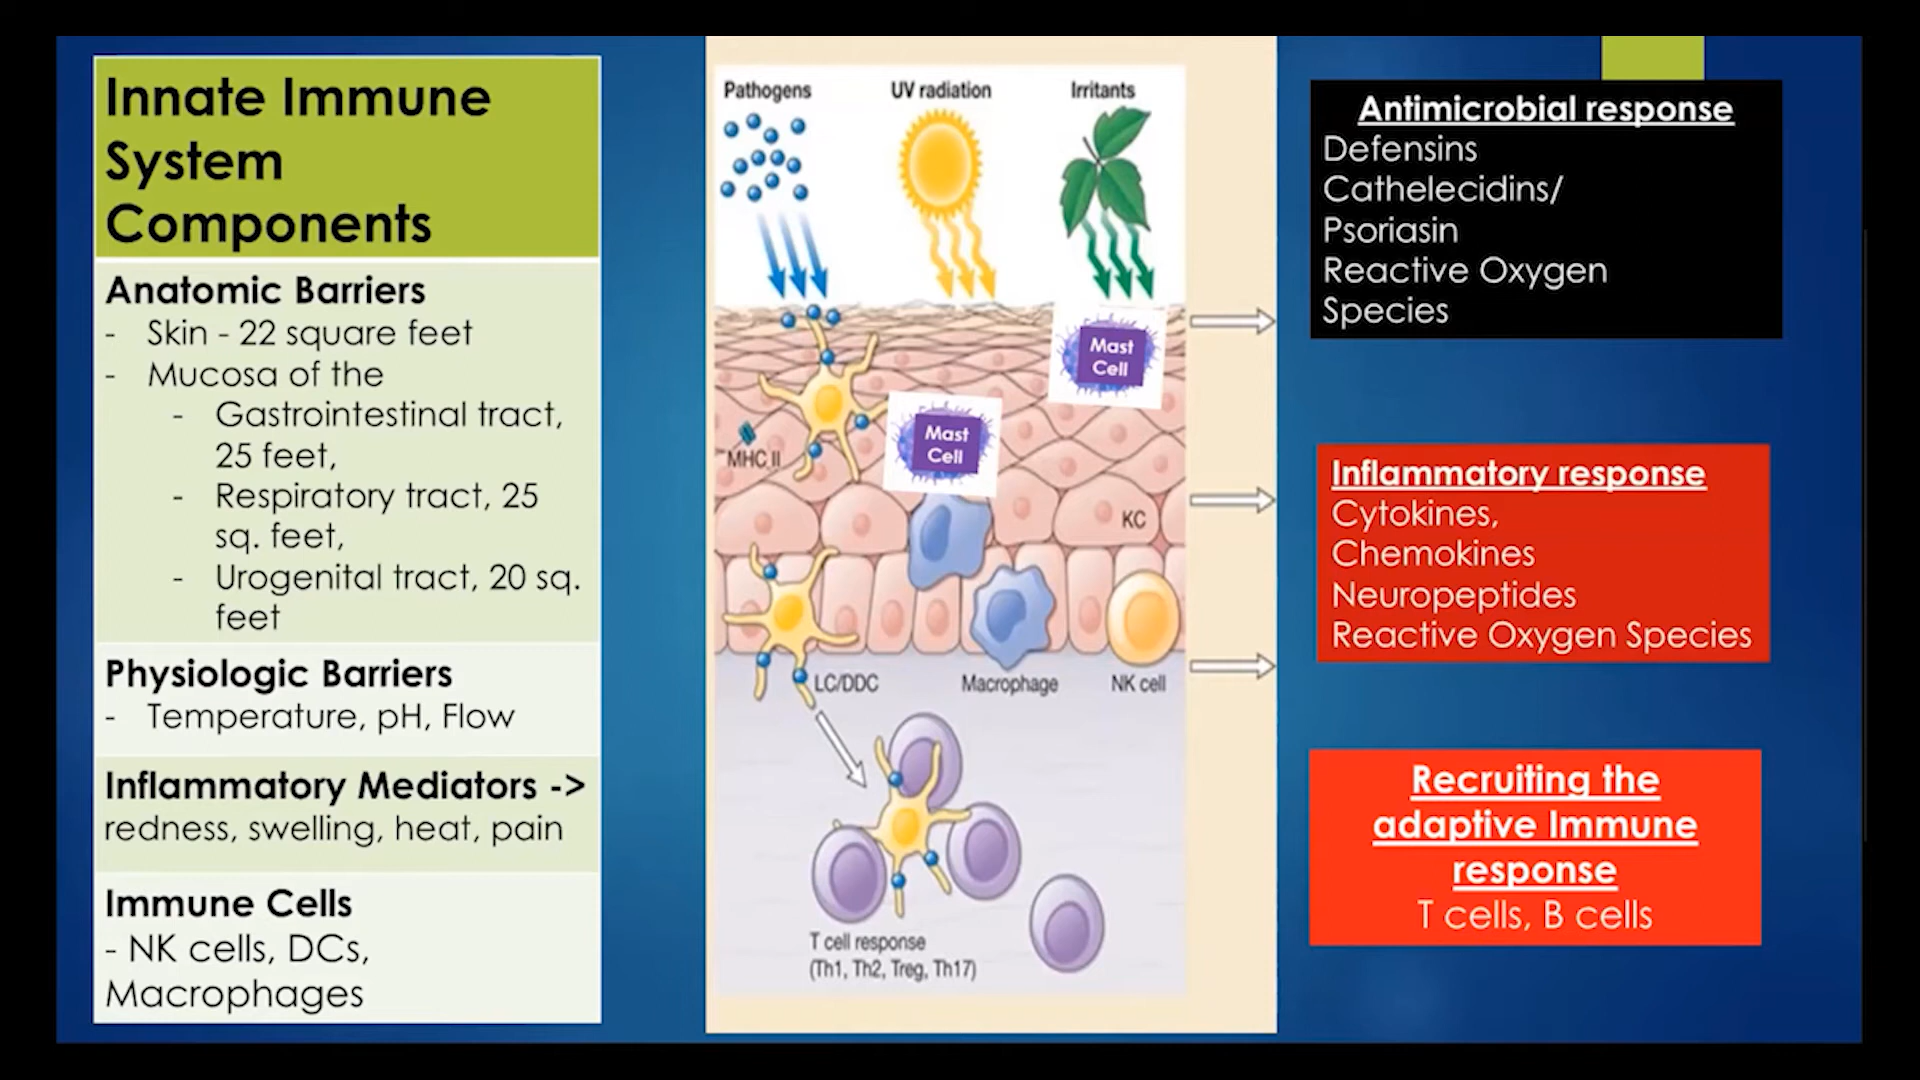 Innate Immune
System
Components
Anatomic Barriers
- Skin - 22 square feet
- Mucosa of the
- Gastrointestinal tract,
25 feet,
- Respiratory tract, 25
sq. feet,
- Urogenital tract, 20 sq.
feet
Physiologic Barriers
- Temperature, pH, Flow
Inflammatory Mediators ->
redness, swelling, heat, pain
Immune Cells
- NK cells, DCs,
Macrophages
Pathogens
UV radiation
Irritants
Mast
Cell
Mast
Cell
MHC II
KC
LC/DDC
Macrophage
NK cell
T cell response
(Th1, Th2, Treg, Th17)
Antimicrobial response
Defensins
Cathelecidins/
Psoriasin
Reactive Oxygen
Species
Inflammatory response
Cytokines,
Chemokines
Neuropeptides
Reactive Oxygen Species
Recruiting the
adaptive Immune
response
T cells, B cells